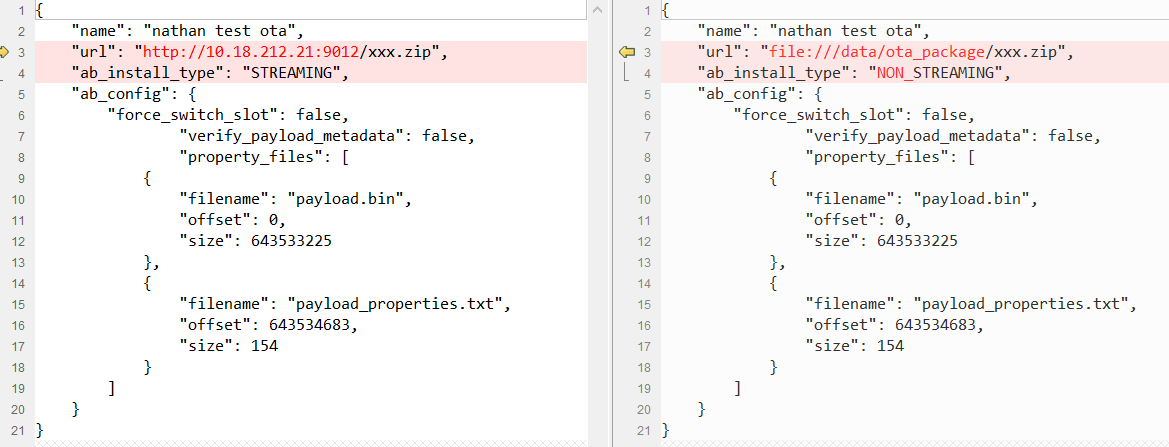 1 {
2 "name": "nathan test ota",
3 "url": "http://10.18.212.21:9012/xxx.zip",
4 "ab_install_type": "STREAMING",
5 "ab_config": {
6 "force_switch_slot": false,
7 "verify_payload_metadata": false,
8 "property_files": [
9 {
10 "filename": "payload.bin",
11 "offset": 0,
12 "size": 643533225
13 },
14 {
15 "filename": "payload_properties.txt",
16 "offset": 643534683,
17 "size": 154
18 }
19 ]
20 }
21 }
1 {
2 "name": "nathan test ota",
3 "url": "file:///data/ota_package/xxx.zip",
4 "ab_install_type": "NON_STREAMING",
5 "ab_config": {
6 "force_switch_slot": false,
7 "verify_payload_metadata": false,
8 "property_files": [
9 {
10 "filename": "payload.bin",
11 "offset": 0,
12 "size": 643533225
13 },
14 {
15 "filename": "payload_properties.txt",
16 "offset": 643534683,
17 "size": 154
18 }
19 ]
20 }
21 }